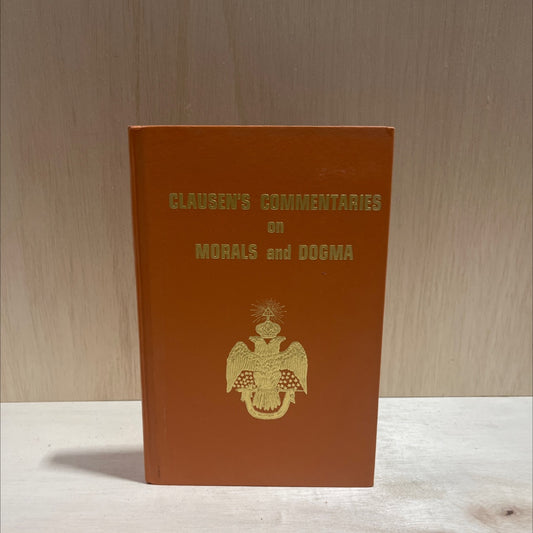 CLAUSEN'S COMMENTARIES
on
MORALS and DOGMA